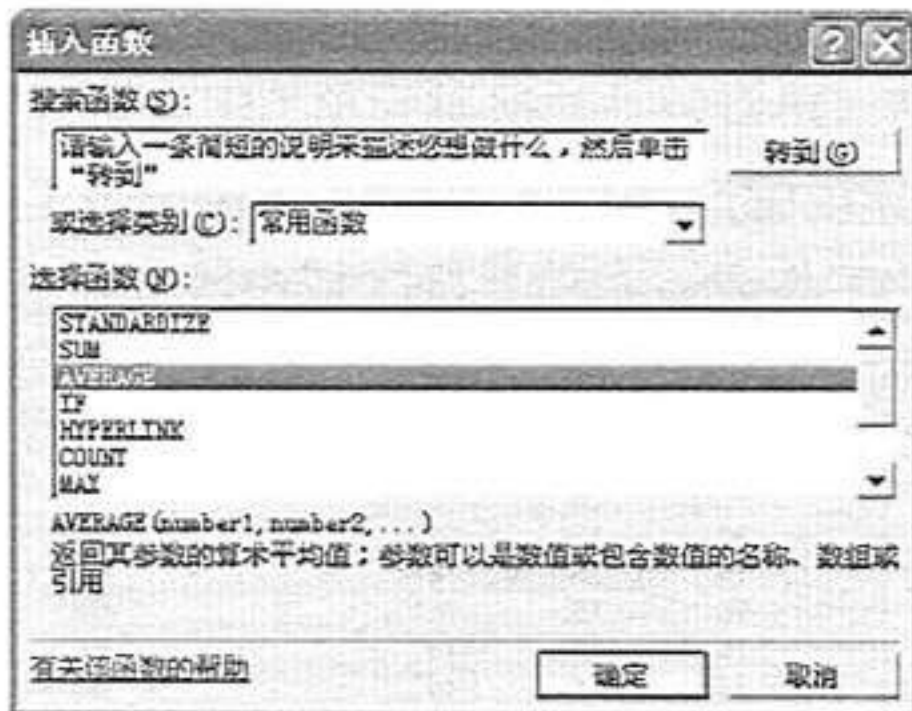 插入函数
搜索函数(S):
请输入一条简短的说明来描述您想做什么，然后单击
“转到”
转到(G)
或选择类别(C): 常用函数
选择函数(N):
STANDARDIZE
SUM
AVERAGE
IF
HYPERLINK
COUNT
MAX
AVERAGE(number1,number2,...)
返回其参数的算术平均值；参数可以是数值或包含数值的名称、数组或
引用
有关该函数的帮助
确定
取消